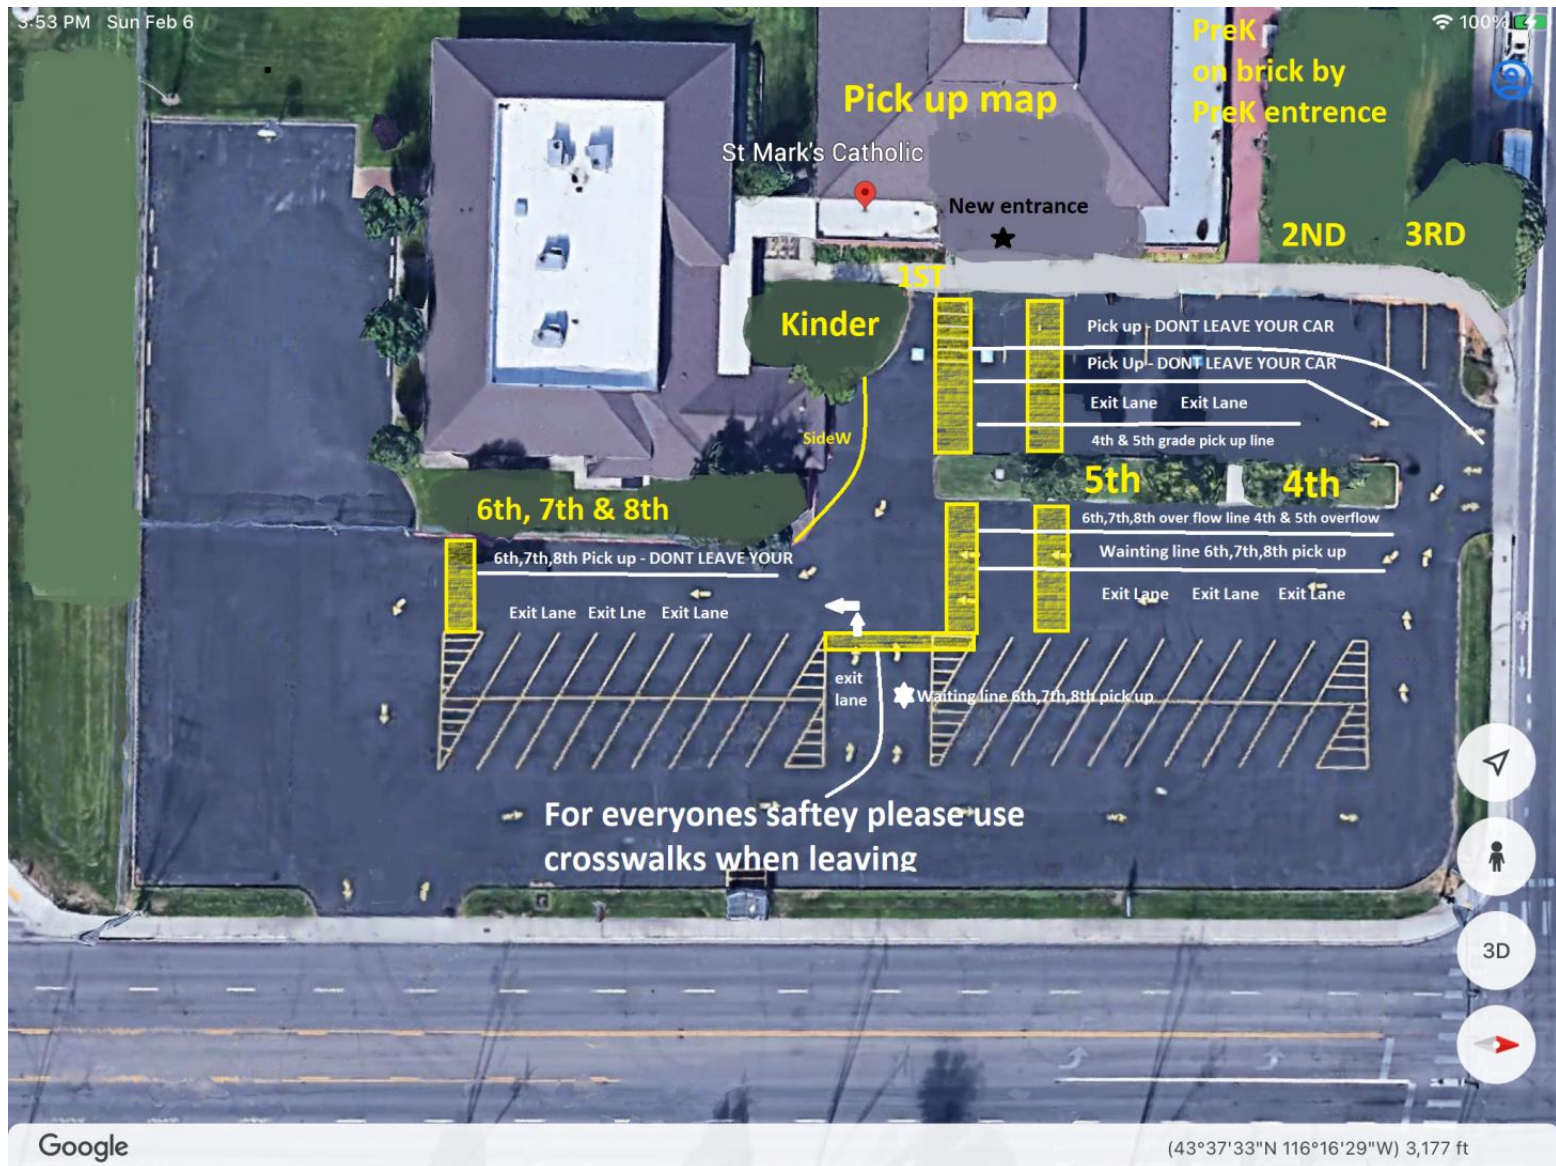 3:53 PM Sun Feb 6
100%
PreK
on brick by
PreK entrence
Pick up map
St Mark's Catholic
New entrance
2ND
3RD
1ST
Kinder
Pick up - DONT LEAVE YOUR CAR
Pick Up - DONT LEAVE YOUR CAR
Exit Lane Exit Lane
4th & 5th grade pick up line
SideW
5th
4th
6th, 7th & 8th
6th,7th,8th over flow line 4th & 5th overflow
6th,7th,8th Pick up - DONT LEAVE YOUR
Wainting line 6th,7th,8th pick up
Exit Lane Exit Lane Exit Lane
Exit Lane Exit Lne Exit Lane
exit
lane
Waiting line 6th,7th,8th pick up
For everyones saftey please use
crosswalks when leaving
3D
Google
(43°37'33"N 116°16'29"W) 3,177 ft